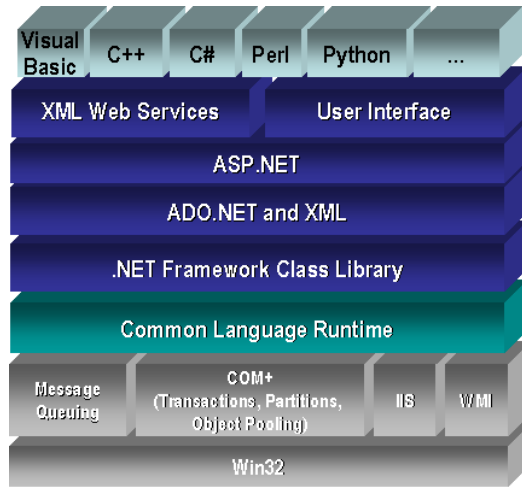 Visual
Basic
C++
C#
Perl
Python
...
XML Web Services
User Interface
ASP.NET
ADO.NET and XML
.NET Framework Class Library
Common Language Runtime
Message
Queuing
COM+
(Transactions, Partitions,
Object Pooling)
IIS
WMI
Win32